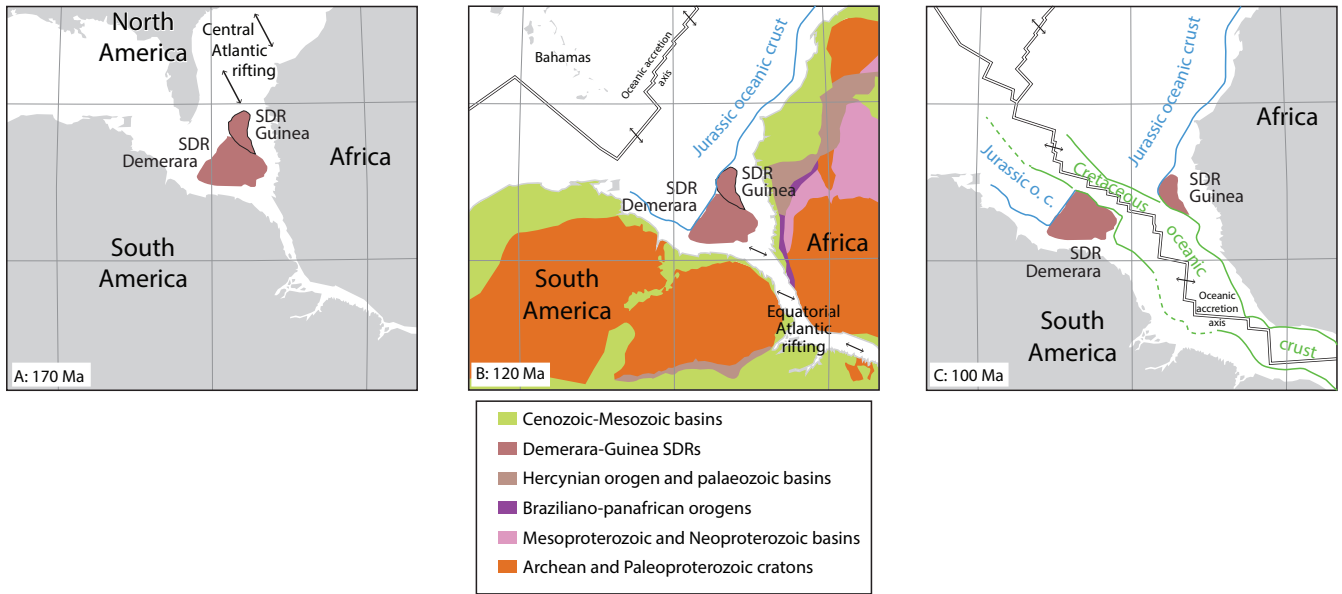 North
America
Central
Atlantic
rifting
SDR
Guinea
SDR
Demerara
Africa
South
America
A: 170 Ma
Bahamas
Oceanic accretion
axis
Jurassic oceanic crust
SDR
Guinea
SDR
Demerara
Africa
South
America
Equatorial
Atlantic
rifting
B: 120 Ma
Jurassic oceanic crust
Africa
Jurassic o. c.
Cretaceous
oceanic
crust
SDR
Guinea
SDR
Demerara
Oceanic
accretion
axis
South
America
C: 100 Ma
Cenozoic-Mesozoic basins
Demerara-Guinea SDRs
Hercynian orogen and palaeozoic basins
Braziliano-panafrican orogens
Mesoproterozoic and Neoproterozoic basins
Archean and Paleoproterozoic cratons